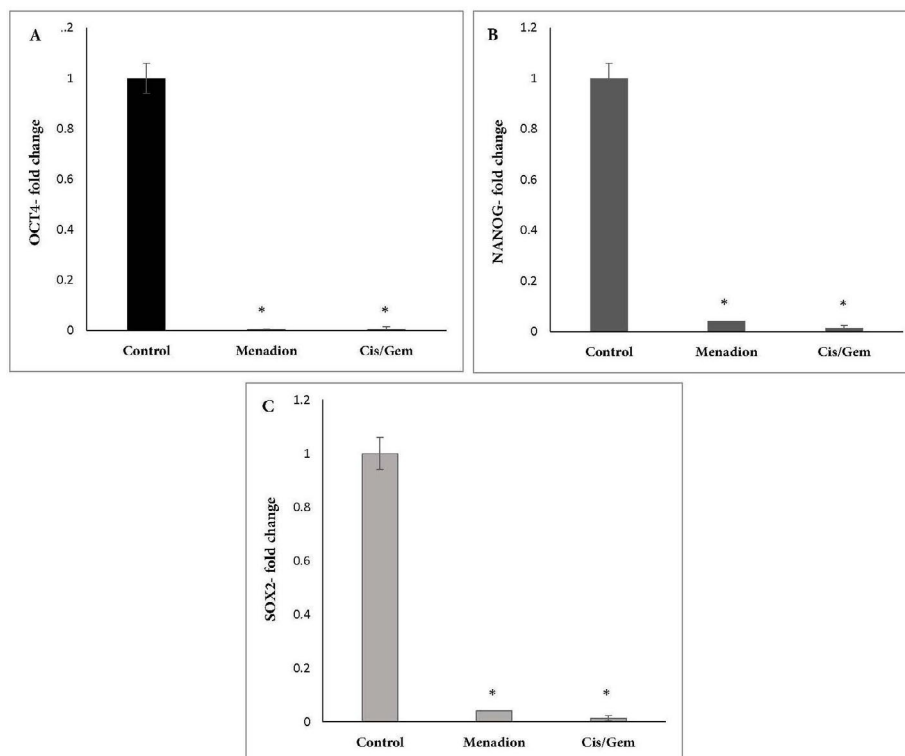 A
.2
1
0.8
0.6
0.4
0.2
0
OCT4- fold change
* *
Control Menadion Cis/Gem
B
1.2
1
0.8
0.6
0.4
0.2
0
NANOG- fold change
* *
Control Menadion Cis/Gem
C
1.2
1
0.8
0.6
0.4
0.2
0
SOX2- fold change
* *
Control Menadion Cis/Gem